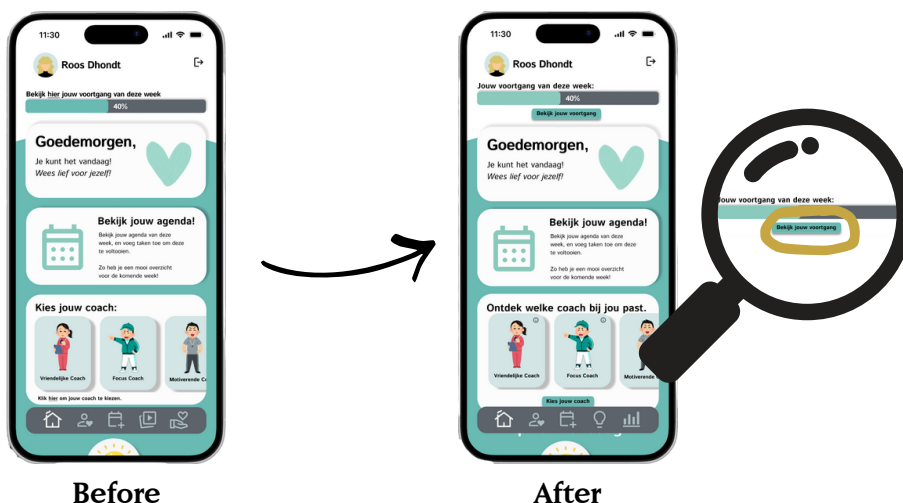 11:30
Roos Dhondt
Bekijk hier jouw voortgang van deze week
40%
Goedemorgen,
Je kunt het vandaag!
Wees lief voor jezelf!
Bekijk jouw agenda!
Bekijk jouw agenda van deze
week, en voeg taken toe om deze
te voltooien.
Zo heb je een mooi overzicht
voor de komende week!
Kies jouw coach:
Vriendelijke Coach
Focus Coach
Motiverende Co
Klik hier om jouw coach te kiezen.
Before
11:30
Roos Dhondt
Jouw voortgang van deze week:
40%
Bekijk jouw voortgang
Goedemorgen,
Je kunt het vandaag!
Wees lief voor jezelf!
Bekijk jouw agenda!
Bekijk jouw agenda van deze
week, en voeg taken toe om deze
te voltooien.
Zo heb je een mooi overzicht
voor de komende week!
Ontdek welke coach bij jou past.
Vriendelijke Coach
Focus Coach
Motiverende
Kies jouw coach
After
Jouw voortgang van deze week:
Bekijk jouw voortgang